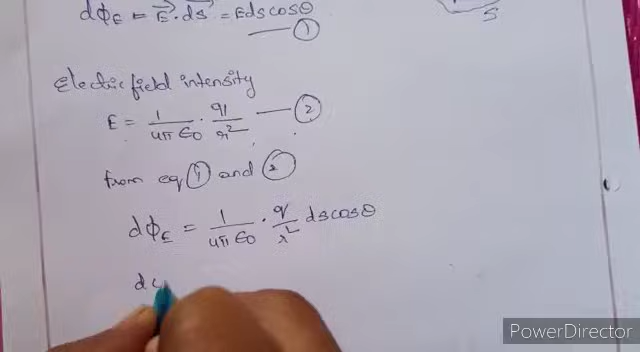 dφE = E⃗ . ds⃗ = E ds cosθ —— ①
S
Electric field intensity
E = 1/4πε0 . q/r² —— ②
from eq ① and ②
dφE = 1/4πε0 . q/r² ds cosθ
d
PowerDirector